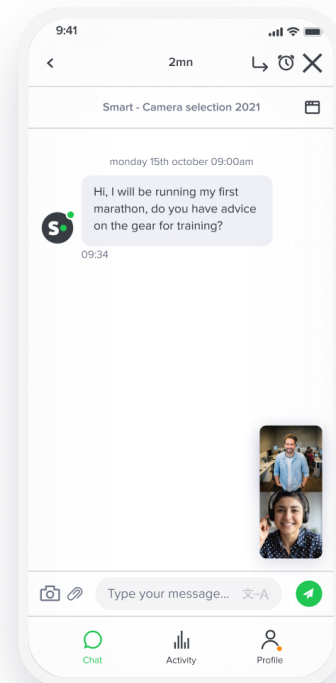 9:41
2mn
Smart - Camera selection 2021
monday 15th october 09:00am
Hi, I will be running my first
marathon, do you have advice
on the gear for training?
S
09:34
Type your message... 文A
Chat Activity Profile